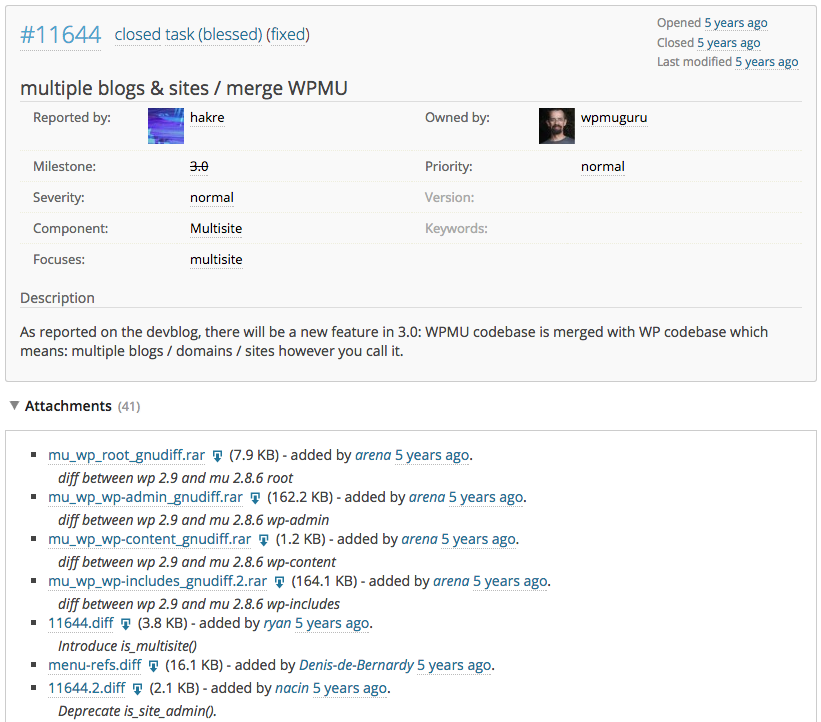 #11644 closed task (blessed) (fixed)
Opened 5 years ago
Closed 5 years ago
Last modified 5 years ago
multiple blogs & sites / merge WPMU
Reported by: hakre Owned by: wpmuguru
Milestone: 3.0 Priority: normal
Severity: normal Version:
Component: Multisite Keywords:
Focuses: multisite
Description
As reported on the devblog, there will be a new feature in 3.0: WPMU codebase is merged with WP codebase which
means: multiple blogs / domains / sites however you call it.
▼ Attachments (41)
mu_wp_root_gnudiff.rar (7.9 KB) - added by arena 5 years ago.
diff between wp 2.9 and mu 2.8.6 root
mu_wp_wp-admin_gnudiff.rar (162.2 KB) - added by arena 5 years ago.
diff between wp 2.9 and mu 2.8.6 wp-admin
mu_wp_wp-content_gnudiff.rar (1.2 KB) - added by arena 5 years ago.
diff between wp 2.9 and mu 2.8.6 wp-content
mu_wp_wp-includes_gnudiff.2.rar (164.1 KB) - added by arena 5 years ago.
diff between wp 2.9 and mu 2.8.6 wp-includes
11644.diff (3.8 KB) - added by ryan 5 years ago.
Introduce is_multisite()
menu-refs.diff (16.1 KB) - added by Denis-de-Bernardy 5 years ago.
11644.2.diff (2.1 KB) - added by nacin 5 years ago.
Deprecate is_site_admin().